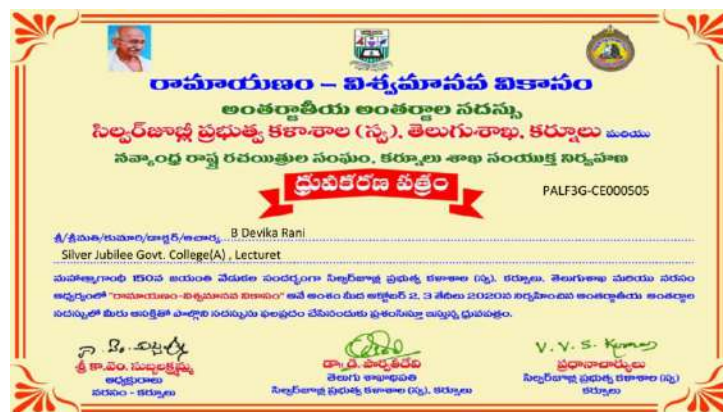 రామాయణం – విశ్వమానవ వికాసం
అంతర్జాతీయ అంతర్జాల సదస్సు
సిల్వర్‌జూబ్లీ ప్రభుత్వ కళాశాల (స్వ), తెలుగుశాఖ, కర్నూలు మరియు
నవ్యాంధ్ర రాష్ట్ర రచయిత్రుల సంఘం, కర్నూలు శాఖ సంయుక్త నిర్వహణ
ధ్రువీకరణ పత్రం
PALF3G-CE000505
శ్రీ/శ్రీమతి/కుమారి/డాక్టర్/ఆచార్య B Devika Rani
Silver Jubilee Govt. College(A) , Lecturet
మహాత్మాగాంధీ 150వ జయంతి వేడుకల సందర్భంగా సిల్వర్‌జూబ్లీ ప్రభుత్వ కళాశాల (స్వ), కర్నూలు, తెలుగుశాఖ మరియు నరసం
ఆధ్వర్యంలో "రామాయణం-విశ్వమానవ వికాసం" అనే అంశం మీద అక్టోబర్ 2, 3 తేదీలు 2020న నిర్వహించిన అంతర్జాతీయ అంతర్జాల
సదస్సులో మీరు ఆసక్తితో పాల్గొని సదస్సును ఫలప్రదం చేసినందుకు ప్రశంసిస్తూ ఇస్తున్న ధ్రువపత్రం.
V. V. S. Kumar
శ్రీ కా.వెం. సుబ్బలక్ష్మమ్మ
అధ్యక్షురాలు
నరసం - కర్నూలు
డా॥ డి. పార్వతీదేవి
తెలుగు శాఖాధిపతి
సిల్వర్‌జూబ్లీ ప్రభుత్వ కళాశాల (స్వ), కర్నూలు
ప్రధానాచార్యులు
సిల్వర్‌జూబ్లీ ప్రభుత్వ కళాశాల (స్వ)
కర్నూలు